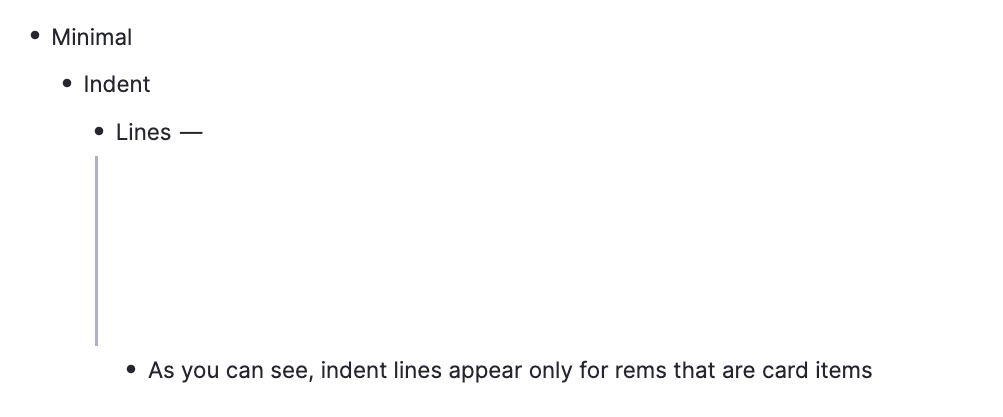 Minimal
Indent
Lines —
As you can see, indent lines appear only for rems that are card items